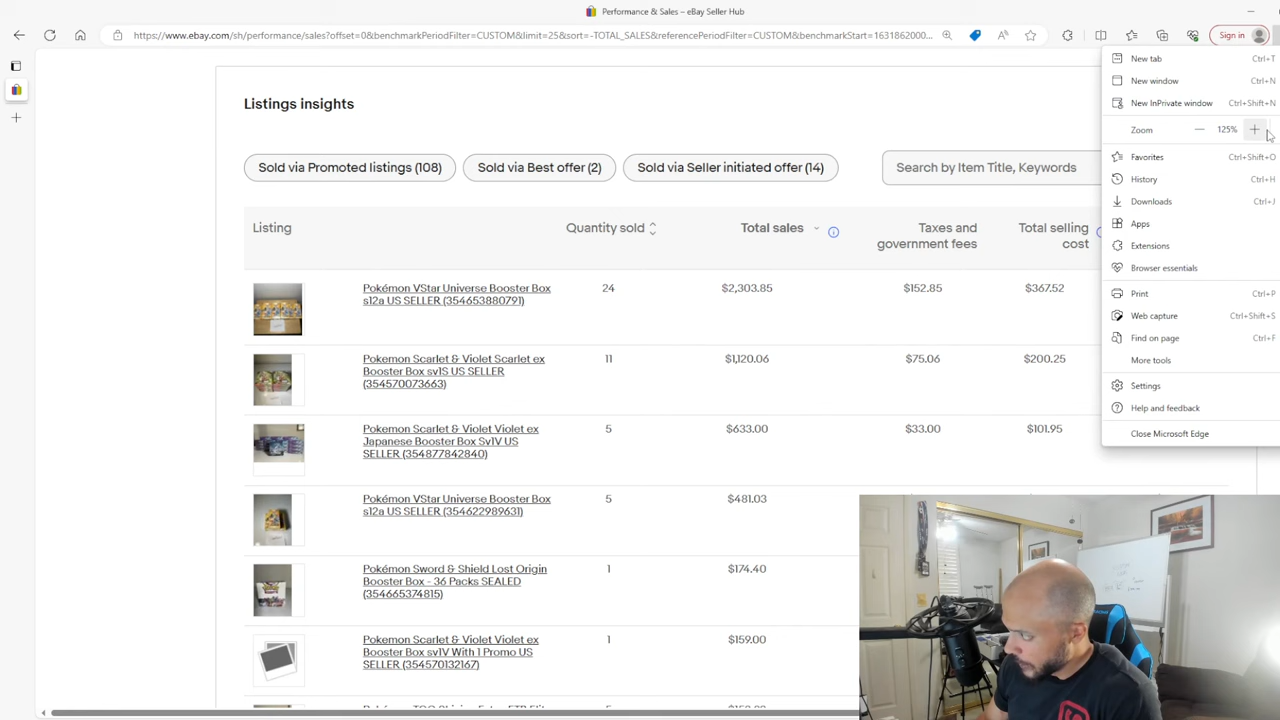 Performance & Sales – eBay Seller Hub
https://www.ebay.com/sh/performance/sales?offset=0&benchmarkPeriodFilter=CUSTOM&limit=25&sort=-TOTAL_SALES&referencePeriodFilter=CUSTOM&benchmarkStart=1631862000...
Sign in
Listings insights
Sold via Promoted listings (108)
Sold via Best offer (2)
Sold via Seller initiated offer (14)
Search by Item Title, Keywords
Listing
Quantity sold
Total sales
Taxes and
government fees
Total selling
cost
Pokémon VStar Universe Booster Box
s12a US SELLER (354653880791)
24
$2,303.85
$152.85
$367.52
Pokemon Scarlet & Violet Scarlet ex
Booster Box sv1S US SELLER
(354570073663)
11
$1,120.06
$75.06
$200.25
Pokemon Scarlet & Violet Violet ex
Japanese Booster Box Sv1V US
SELLER (354877842840)
5
$633.00
$33.00
$101.95
Pokémon VStar Universe Booster Box
s12a US SELLER (354622989631)
5
$481.03
Pokemon Sword & Shield Lost Origin
Booster Box - 36 Packs SEALED
(354665374815)
1
$174.40
Pokemon Scarlet & Violet Violet ex
Booster Box sv1V With 1 Promo US
SELLER (354570132167)
1
$159.00
New tab Ctrl+T
New window Ctrl+N
New InPrivate window Ctrl+Shift+N
Zoom — 125% +
Favorites Ctrl+Shift+O
History Ctrl+H
Downloads Ctrl+J
Apps
Extensions
Browser essentials
Print Ctrl+P
Web capture Ctrl+Shift+S
Find on page Ctrl+F
More tools
Settings
Help and feedback
Close Microsoft Edge